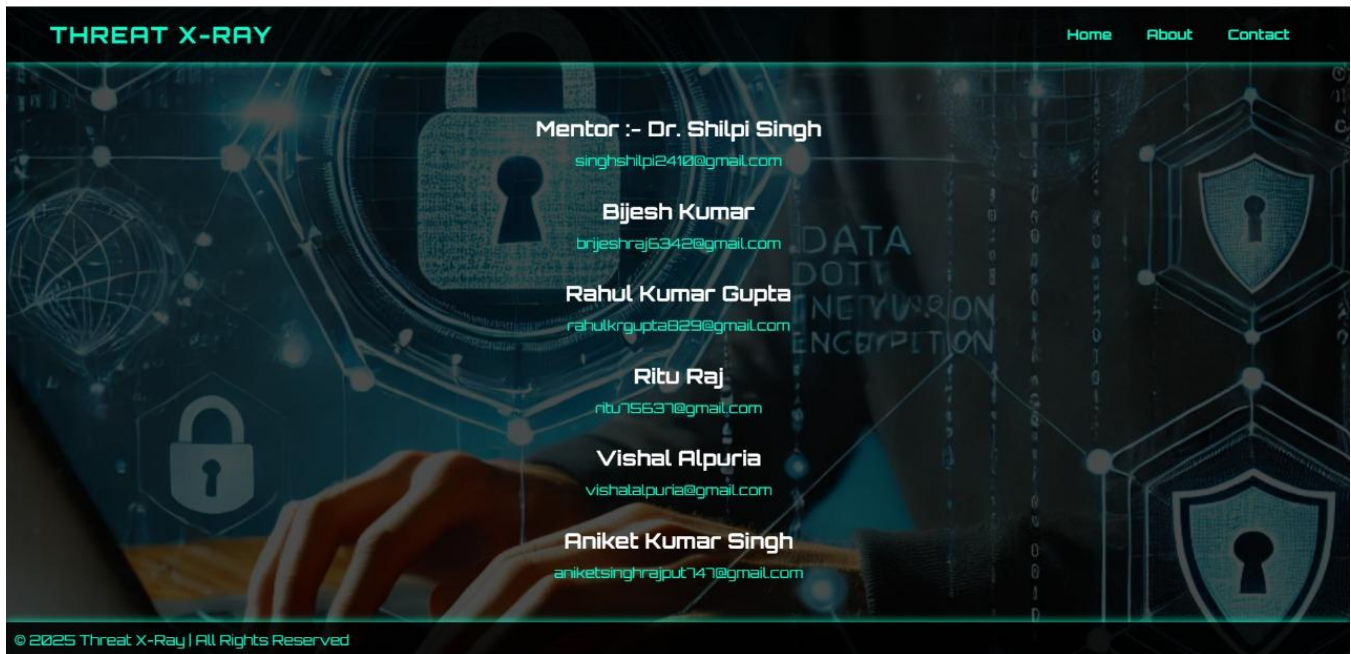 THREAT X-RAY
Home About Contact
Mentor :- Dr. Shilpi Singh
singhshilpi2410@gmail.com
Bijesh Kumar
brijeshraj6342@gmail.com
Rahul Kumar Gupta
rahulkrgupta829@gmail.com
Ritu Raj
ritu75637@gmail.com
Vishal Alpuria
vishalalpuria@gmail.com
Aniket Kumar Singh
aniketsinghrajput747@gmail.com
DATA
© 2025 Threat X-Ray | All Rights Reserved